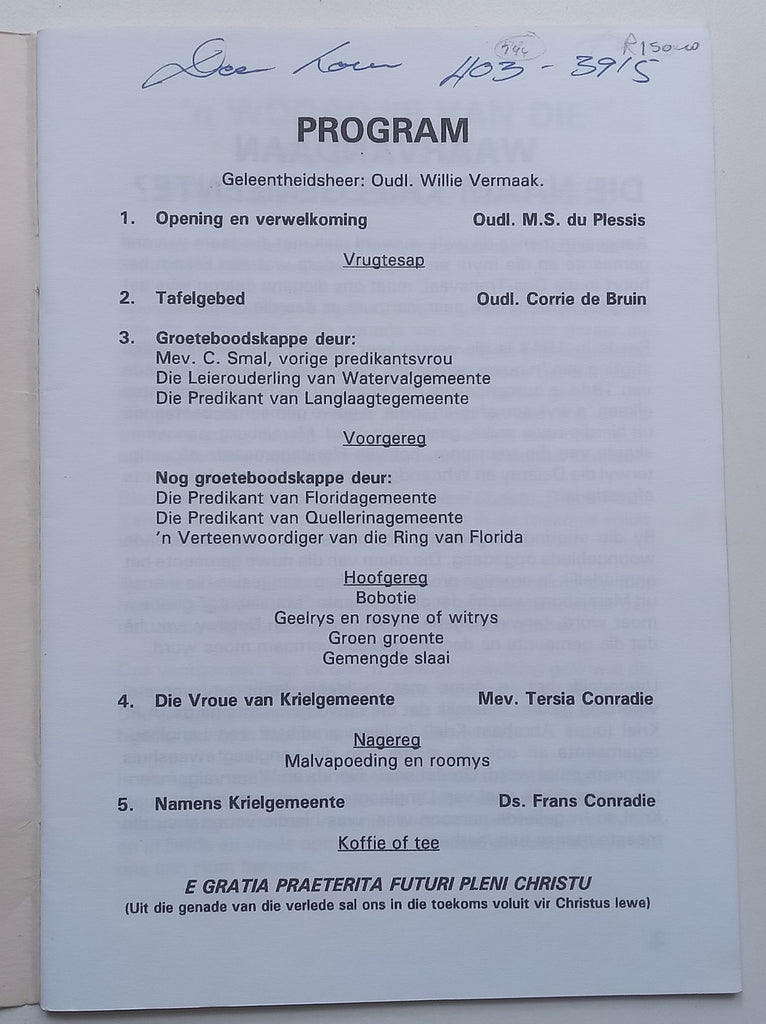 403-3915
R150.00
PROGRAM
Geleentheidsheer: Oudl. Willie Vermaak.
1. Opening en verwelkoming Oudl. M.S. du Plessis
Vrugtesap
2. Tafelgebed Oudl. Corrie de Bruin
3. Groeteboodskappe deur:
Mev. C. Smal, vorige predikantsvrou
Die Leierouderling van Watervalgemeente
Die Predikant van Langlaagtegemeente
Voorgereg
Nog groeteboodskappe deur:
Die Predikant van Floridagemeente
Die Predikant van Quellerinagemeente
'n Verteenwoordiger van die Ring van Florida
Hoofgereg
Bobotie
Geelrys en rosyne of witrys
Groen groente
Gemengde slaai
4. Die Vroue van Krielgemeente Mev. Tersia Conradie
Nagereg
Malvapoeding en roomys
5. Namens Krielgemeente Ds. Frans Conradie
Koffie of tee
E GRATIA PRAETERITA FUTURI PLENI CHRISTU
(Uit die genade van die verlede sal ons in die toekoms voluit vir Christus lewe)